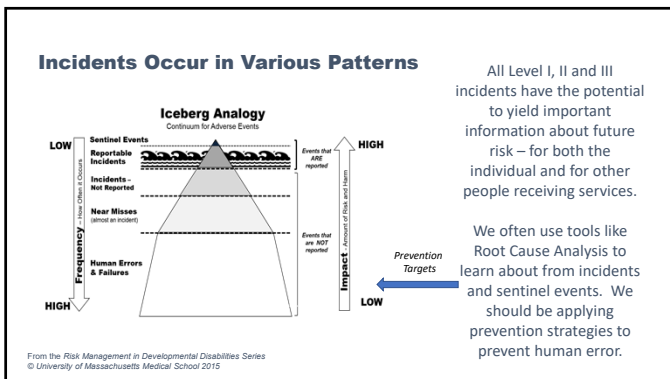 Incidents Occur in Various Patterns
Iceberg Analogy
Continuum for Adverse Events
LOW
Frequency – How Often it Occurs
HIGH
Sentinel Events
Reportable
Incidents
Incidents –
Not Reported
Near Misses
(almost an incident)
Human Errors
& Failures
Events that
ARE
reported
Events that
are NOT
reported
HIGH
Impact - Amount of Risk and Harm
LOW
Prevention
Targets
All Level I, II and III
incidents have the potential
to yield important
information about future
risk – for both the
individual and for other
people receiving services.
We often use tools like
Root Cause Analysis to
learn about from incidents
and sentinel events. We
should be applying
prevention strategies to
prevent human error.
From the Risk Management in Developmental Disabilities Series
© University of Massachusetts Medical School 2015